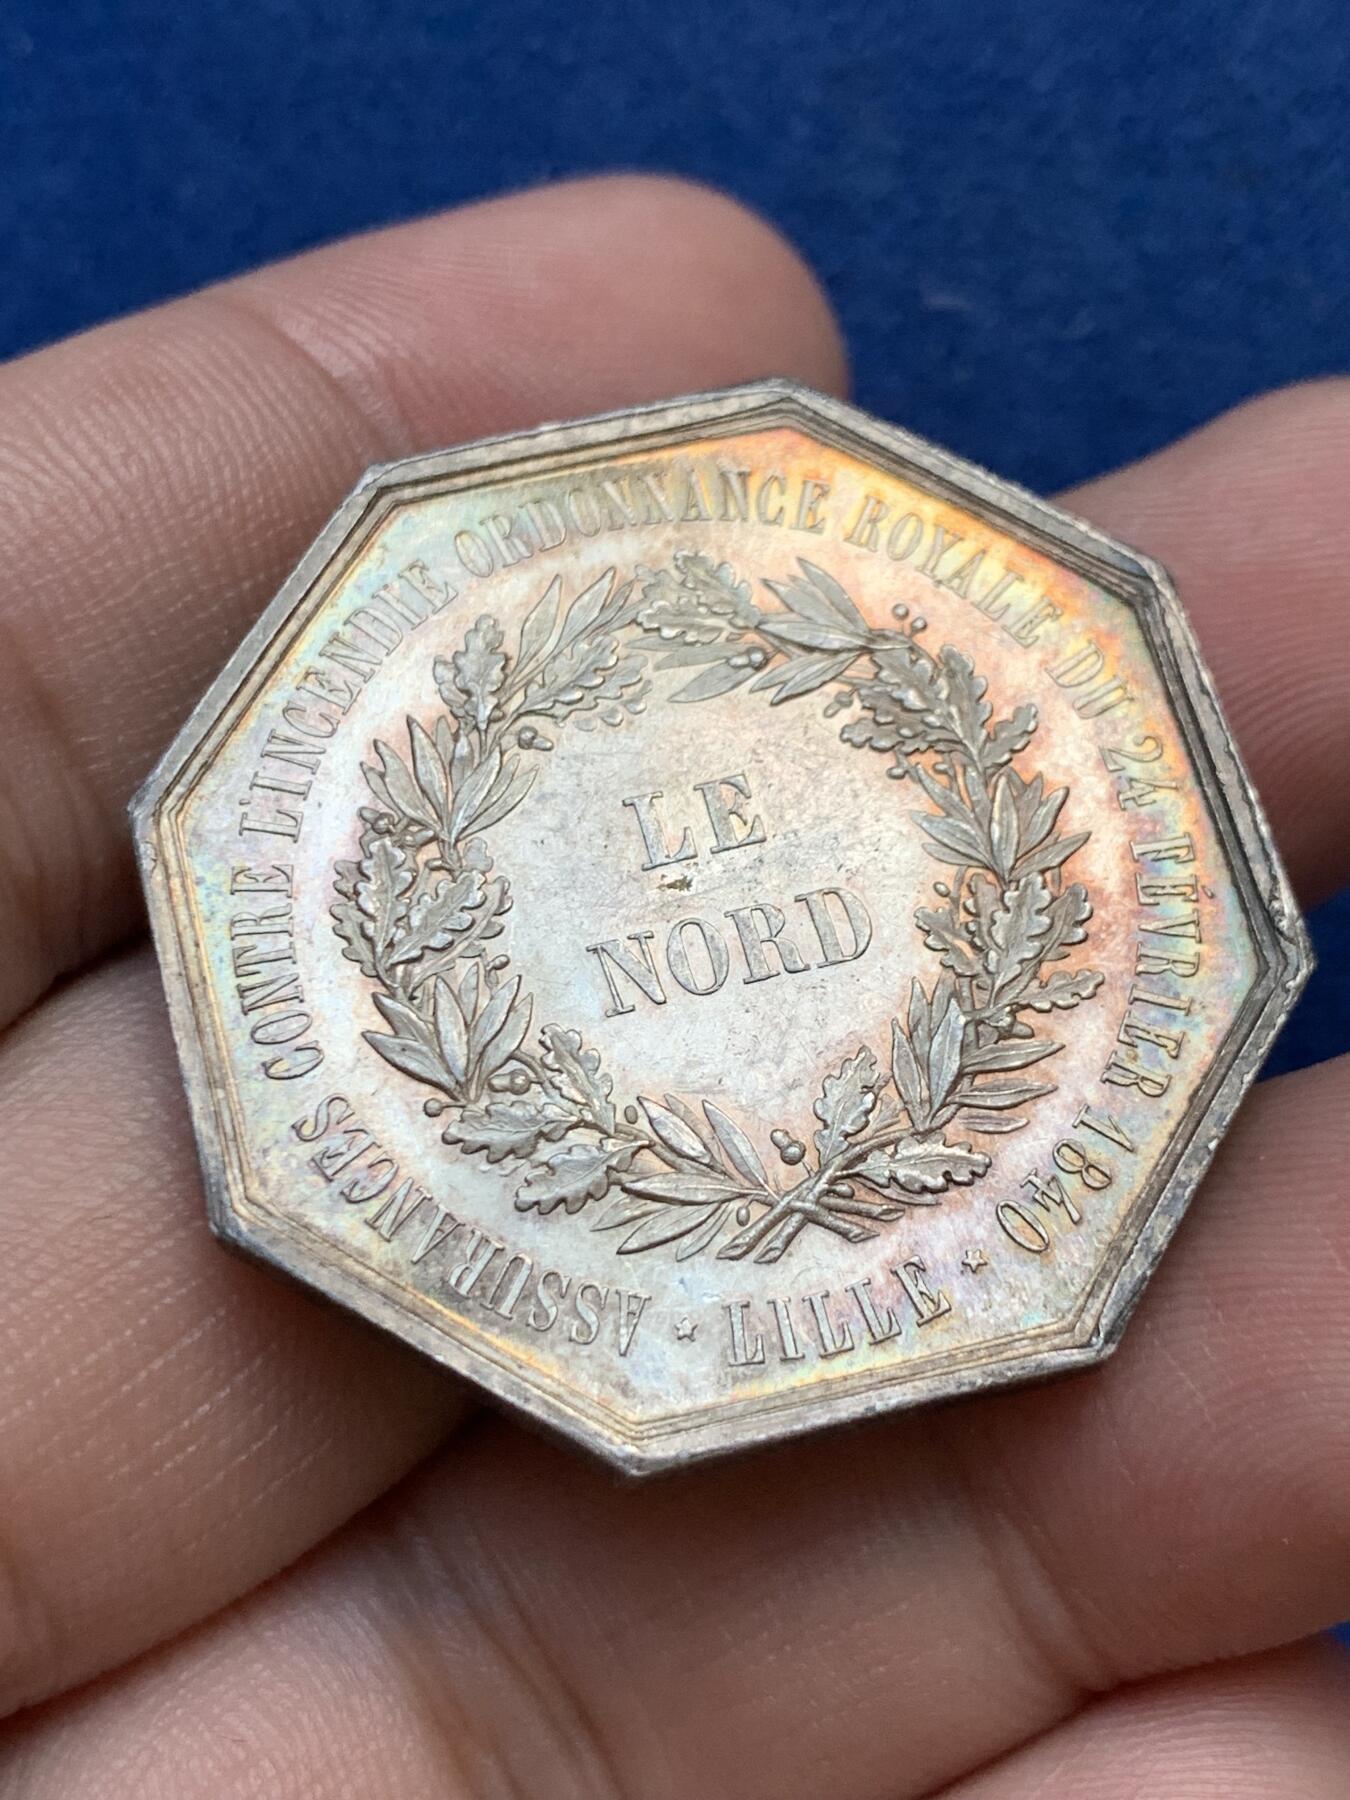 ASSURANCES CONTRE L'INCENDIE ORDONNANCE ROYALE DU 24 FÉVRIER 1840
LE
NORD
* LILLE *